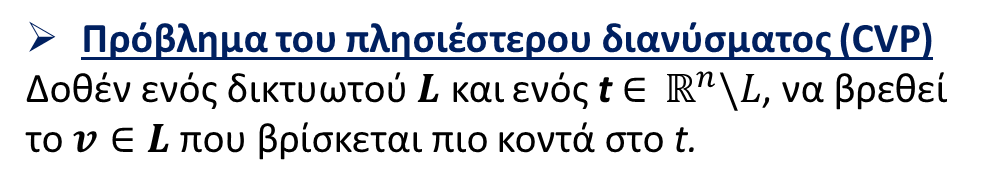 ➢ Πρόβλημα του πλησιέστερου διανύσματος (CVP)
Δοθέν ενός δικτυωτού L και ενός t ∈ ℝⁿ\L, να βρεθεί
το v ∈ L που βρίσκεται πιο κοντά στο t.